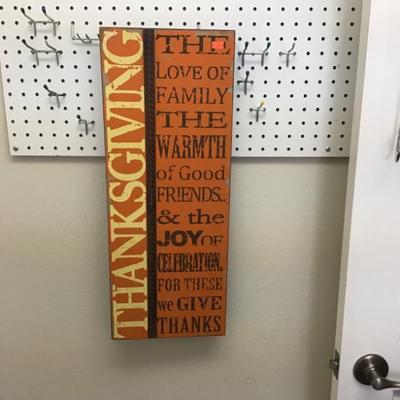 THANKSGIVING
THE
LOVE OF
FAMILY
THE
WARMTH
of Good
FRIENDS..
& the
JOY OF
CELEBRATION.
FOR THESE
we GIVE
THANKS